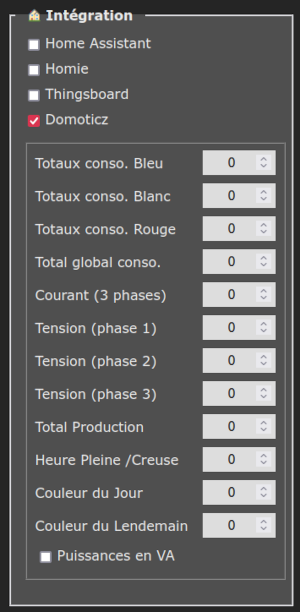 Intégration
Home Assistant
Homie
Thingsboard
Domoticz
Totaux conso. Bleu 0
Totaux conso. Blanc 0
Totaux conso. Rouge 0
Total global conso. 0
Courant (3 phases) 0
Tension (phase 1) 0
Tension (phase 2) 0
Tension (phase 3) 0
Total Production 0
Heure Pleine /Creuse 0
Couleur du Jour 0
Couleur du Lendemain 0
Puissances en VA